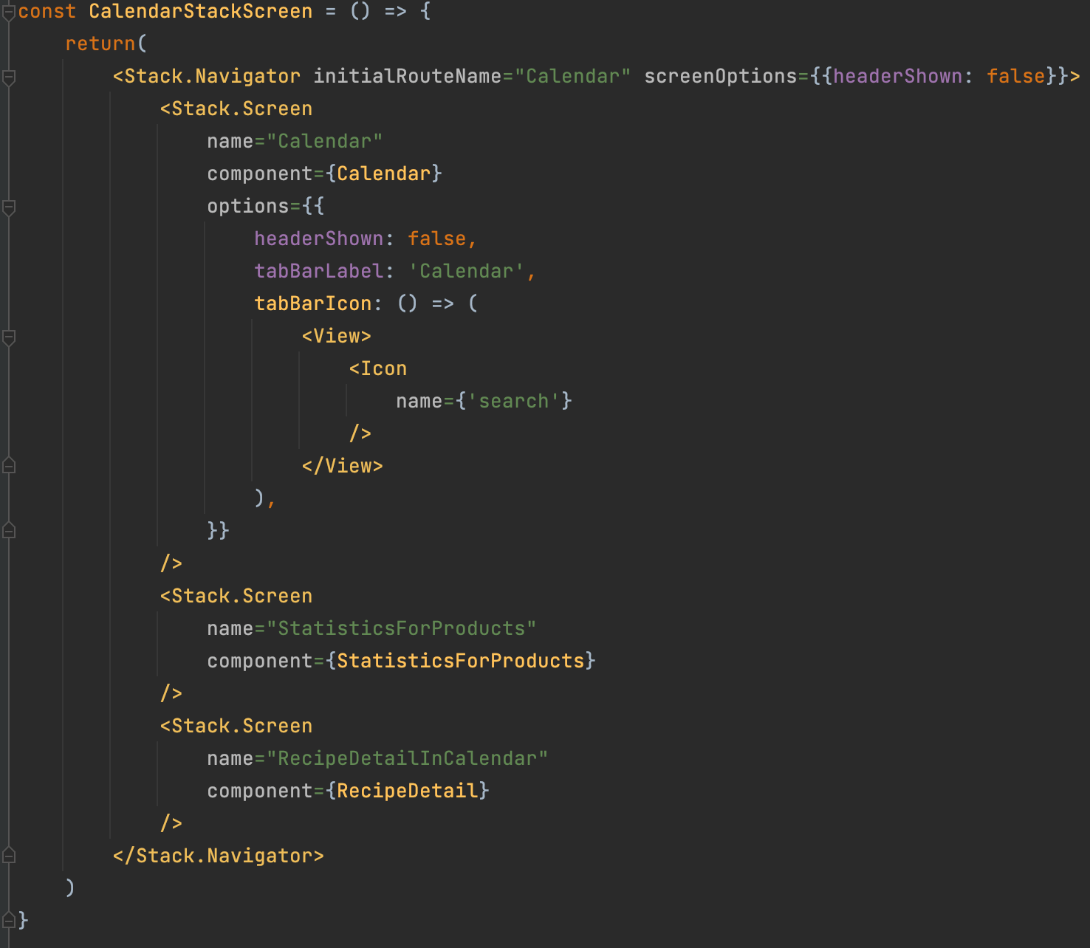 const CalendarStackScreen = () => {
    return(
        <Stack.Navigator initialRouteName="Calendar" screenOptions={{headerShown: false}}>
            <Stack.Screen
                name="Calendar"
                component={Calendar}
                options={{
                    headerShown: false,
                    tabBarLabel: 'Calendar',
                    tabBarIcon: () => (
                        <View>
                            <Icon
                                name={'search'}
                            />
                        </View>
                    ),
                }}
            />
            <Stack.Screen
                name="StatisticsForProducts"
                component={StatisticsForProducts}
            />
            <Stack.Screen
                name="RecipeDetailInCalendar"
                component={RecipeDetail}
            />
        </Stack.Navigator>
    )
}